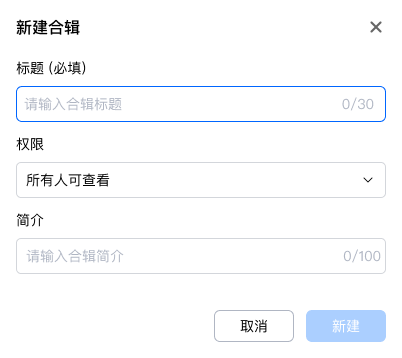 新建合辑
标题 (必填)
请输入合辑标题 0/30
权限
所有人可查看
简介
请输入合辑简介 0/100
取消 新建